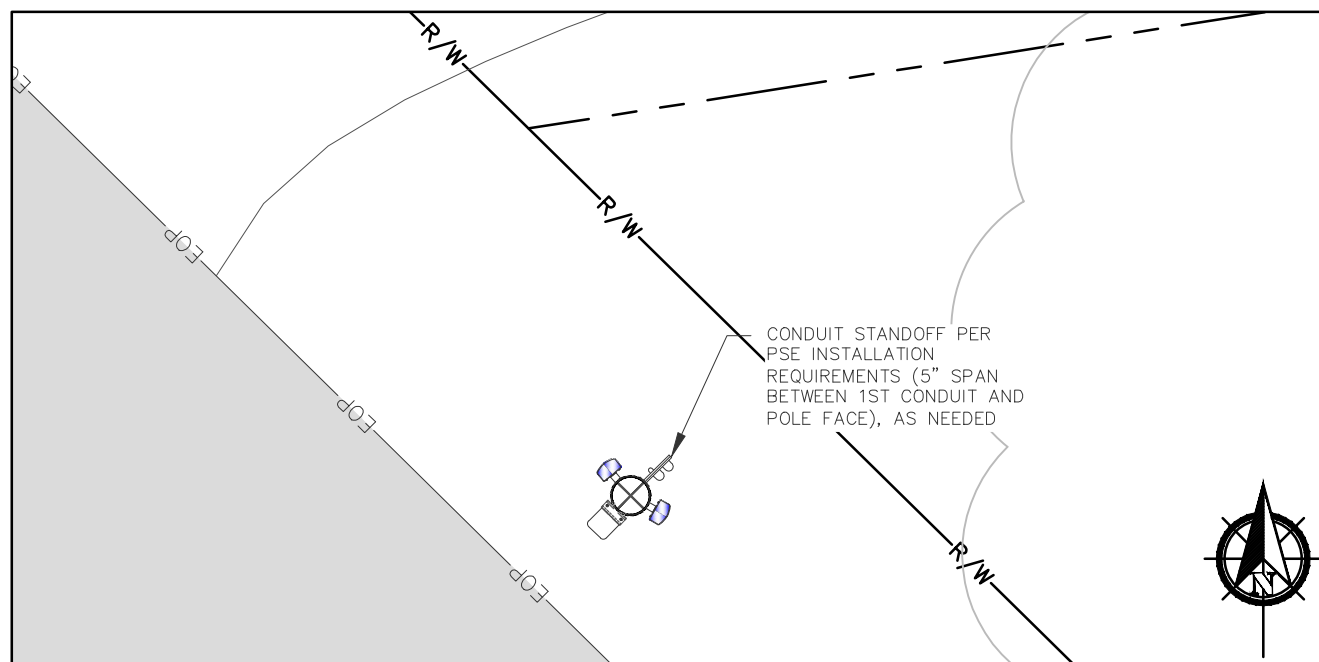 R/W
EOP
R/W
EOP
CONDUIT STANDOFF PER
PSE INSTALLATION
REQUIREMENTS (5” SPAN
BETWEEN 1ST CONDUIT AND
POLE FACE), AS NEEDED
EOP
R/W
EOP
N